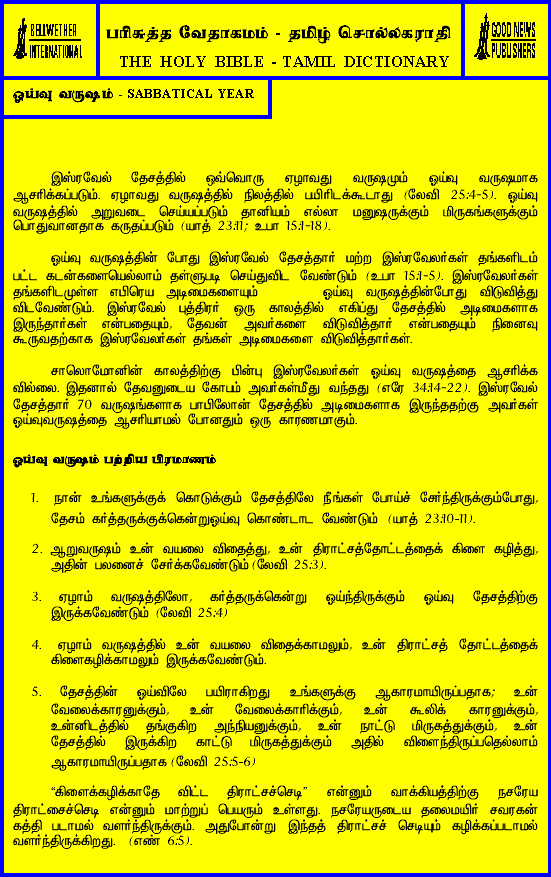 BELLWETHER
INTERNATIONAL
பரிசுத்த வேதாகமம் - தமிழ் சொல்லகராதி
THE HOLY BIBLE - TAMIL DICTIONARY
GOOD NEWS
PUBLISHERS
ஓய்வு வருஷம் - SABBATICAL YEAR
இஸ்ரவேல் தேசத்தில் ஒவ்வொரு ஏழாவது வருஷமும் ஓய்வு வருஷமாக
ஆசரிக்கப்படும். ஏழாவது வருஷத்தில் நிலத்தில் பயிரிடக்கூடாது (லேவி 25:4-5). ஓய்வு
வருஷத்தில் அறுவடை செய்யப்படும் தானியம் எல்லா மனுஷருக்கும் மிருகங்களுக்கும்
பொதுவானதாக கருதப்படும் (யாத் 23:11; உபா 15:1-18).
ஓய்வு வருஷத்தின் போது இஸ்ரவேல் தேசத்தார் மற்ற இஸ்ரவேலர்கள் தங்களிடம்
பட்ட கடன்களையெல்லாம் தள்ளுபடி செய்துவிட வேண்டும் (உபா 15:1-5). இஸ்ரவேலர்கள்
தங்களிடமுள்ள எபிரெய அடிமைகளையும் ஓய்வு வருஷத்தின்போது விடுவித்து
விடவேண்டும். இஸ்ரவேல் புத்திரர் ஒரு காலத்தில் எகிப்து தேசத்தில் அடிமைகளாக
இருந்தார்கள் என்பதையும், தேவன் அவர்களை விடுவித்தார் என்பதையும் நினைவு
கூருவதற்காக இஸ்ரவேலர்கள் தங்கள் அடிமைகளை விடுவித்தார்கள்.
சாலொமோனின் காலத்திற்கு பின்பு இஸ்ரவேலர்கள் ஓய்வு வருஷத்தை ஆசரிக்க
வில்லை. இதனால் தேவனுடைய கோபம் அவர்கள்மீது வந்தது (எரே 34:14-22). இஸ்ரவேல்
தேசத்தார் 70 வருஷங்களாக பாபிலோன் தேசத்தில் அடிமைகளாக இருந்ததற்கு அவர்கள்
ஓய்வுவருஷத்தை ஆசரியாமல் போனதும் ஒரு காரணமாகும்.
ஓய்வு வருஷம் பற்றிய பிரமாணம்
1. நான் உங்களுக்குக் கொடுக்கும் தேசத்திலே நீங்கள் போய்ச் சேர்ந்திருக்கும்போது,
தேசம் கர்த்தருக்குக்கென்றுஓய்வு கொண்டாட வேண்டும் (யாத் 23:10-11).
2. ஆறுவருஷம் உன் வயலை விதைத்து, உன் திராட்சத்தோட்டத்தைக் கிளை கழித்து,
அதின் பலனைச் சேர்க்கவேண்டும் (லேவி 25:3).
3. ஏழாம் வருஷத்திலோ, கர்த்தருக்கென்று ஓய்ந்திருக்கும் ஓய்வு தேசத்திற்கு
இருக்கவேண்டும் (லேவி 25:4)
4. ஏழாம் வருஷத்தில் உன் வயலை விதைக்காமலும், உன் திராட்சத் தோட்டத்தைக்
கிளைகழிக்காமலும் இருக்கவேண்டும்.
5. தேசத்தின் ஓய்விலே பயிராகிறது உங்களுக்கு ஆகாரமாயிருப்பதாக; உன்
வேலைக்காரனுக்கும், உன் வேலைக்காரிக்கும், உன் கூலிக் காரனுக்கும்,
உன்னிடத்தில் தங்குகிற அந்நியனுக்கும், உன் நாட்டு மிருகத்துக்கும், உன்
தேசத்தில் இருக்கிற காட்டு மிருகத்துக்கும் அதில் விளைந்திருப்பதெல்லாம்
ஆகாரமாயிருப்பதாக (லேவி 25:5-6)
"கிளைக்கழிக்காதே விட்ட திராட்சச்செடி" என்னும் வாக்கியத்திற்கு நசரேய
திராட்சைச்செடி என்னும் மாற்றுப் பெயரும் உள்ளது. நசரேயருடைய தலைமயிர் சவரகன்
கத்தி படாமல் வளர்ந்திருக்கும். அதுபோன்று இந்தத் திராட்சச் செடியும் கழிக்கப்படாமல்
வளர்ந்திருக்கிறது. (எண் 6:5).